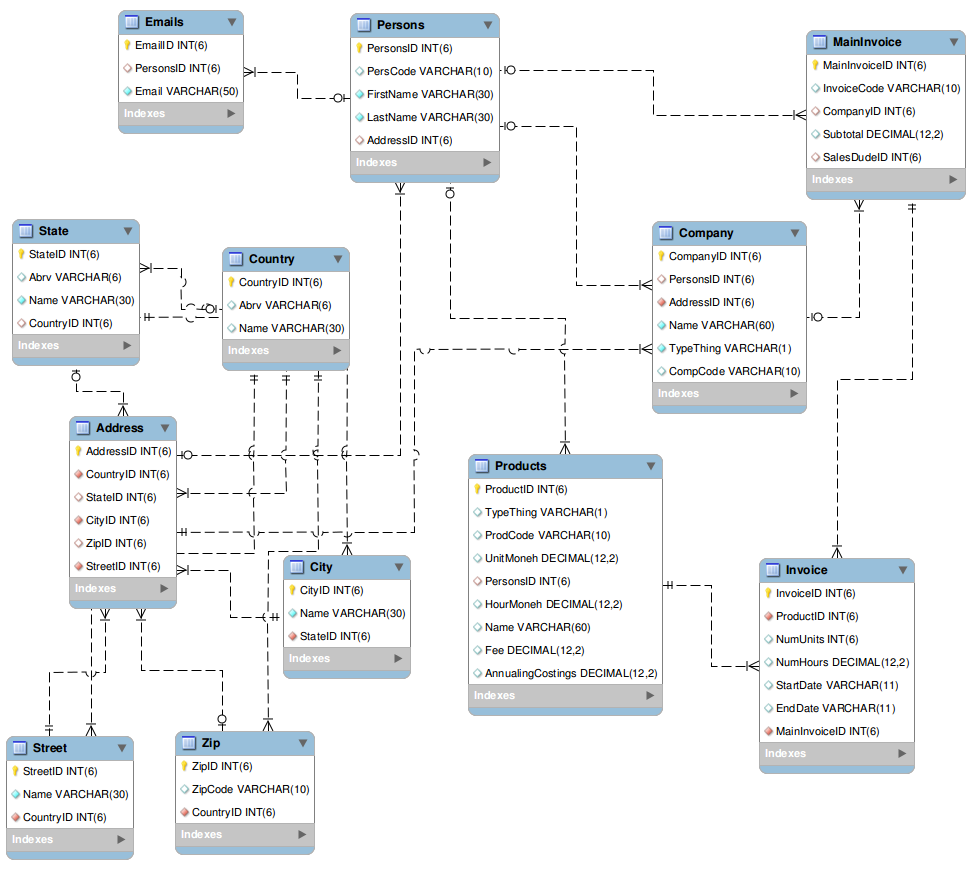 Emails
EmailID INT(6)
PersonsID INT(6)
Email VARCHAR(50)
Indexes
Persons
PersonsID INT(6)
PersCode VARCHAR(10)
FirstName VARCHAR(30)
LastName VARCHAR(30)
AddressID INT(6)
Indexes
MainInvoice
MainInvoiceID INT(6)
InvoiceCode VARCHAR(10)
CompanyID INT(6)
Subtotal DECIMAL(12,2)
SalesDudeID INT(6)
Indexes
State
StateID INT(6)
Abrv VARCHAR(6)
Name VARCHAR(30)
CountryID INT(6)
Indexes
Country
CountryID INT(6)
Abrv VARCHAR(6)
Name VARCHAR(30)
Indexes
Company
CompanyID INT(6)
PersonsID INT(6)
AddressID INT(6)
Name VARCHAR(60)
TypeThing VARCHAR(1)
CompCode VARCHAR(10)
Indexes
Address
AddressID INT(6)
CountryID INT(6)
StateID INT(6)
CityID INT(6)
ZipID INT(6)
StreetID INT(6)
Indexes
Products
ProductID INT(6)
TypeThing VARCHAR(1)
ProdCode VARCHAR(10)
UnitMoneh DECIMAL(12,2)
PersonsID INT(6)
HourMoneh DECIMAL(12,2)
Name VARCHAR(60)
Fee DECIMAL(12,2)
AnnualingCostings DECIMAL(12,2)
Indexes
City
CityID INT(6)
Name VARCHAR(30)
StateID INT(6)
Indexes
Invoice
InvoiceID INT(6)
ProductID INT(6)
NumUnits INT(6)
NumHours DECIMAL(12,2)
StartDate VARCHAR(11)
EndDate VARCHAR(11)
MainInvoiceID INT(6)
Indexes
Street
StreetID INT(6)
Name VARCHAR(30)
CountryID INT(6)
Indexes
Zip
ZipID INT(6)
ZipCode VARCHAR(10)
CountryID INT(6)
Indexes